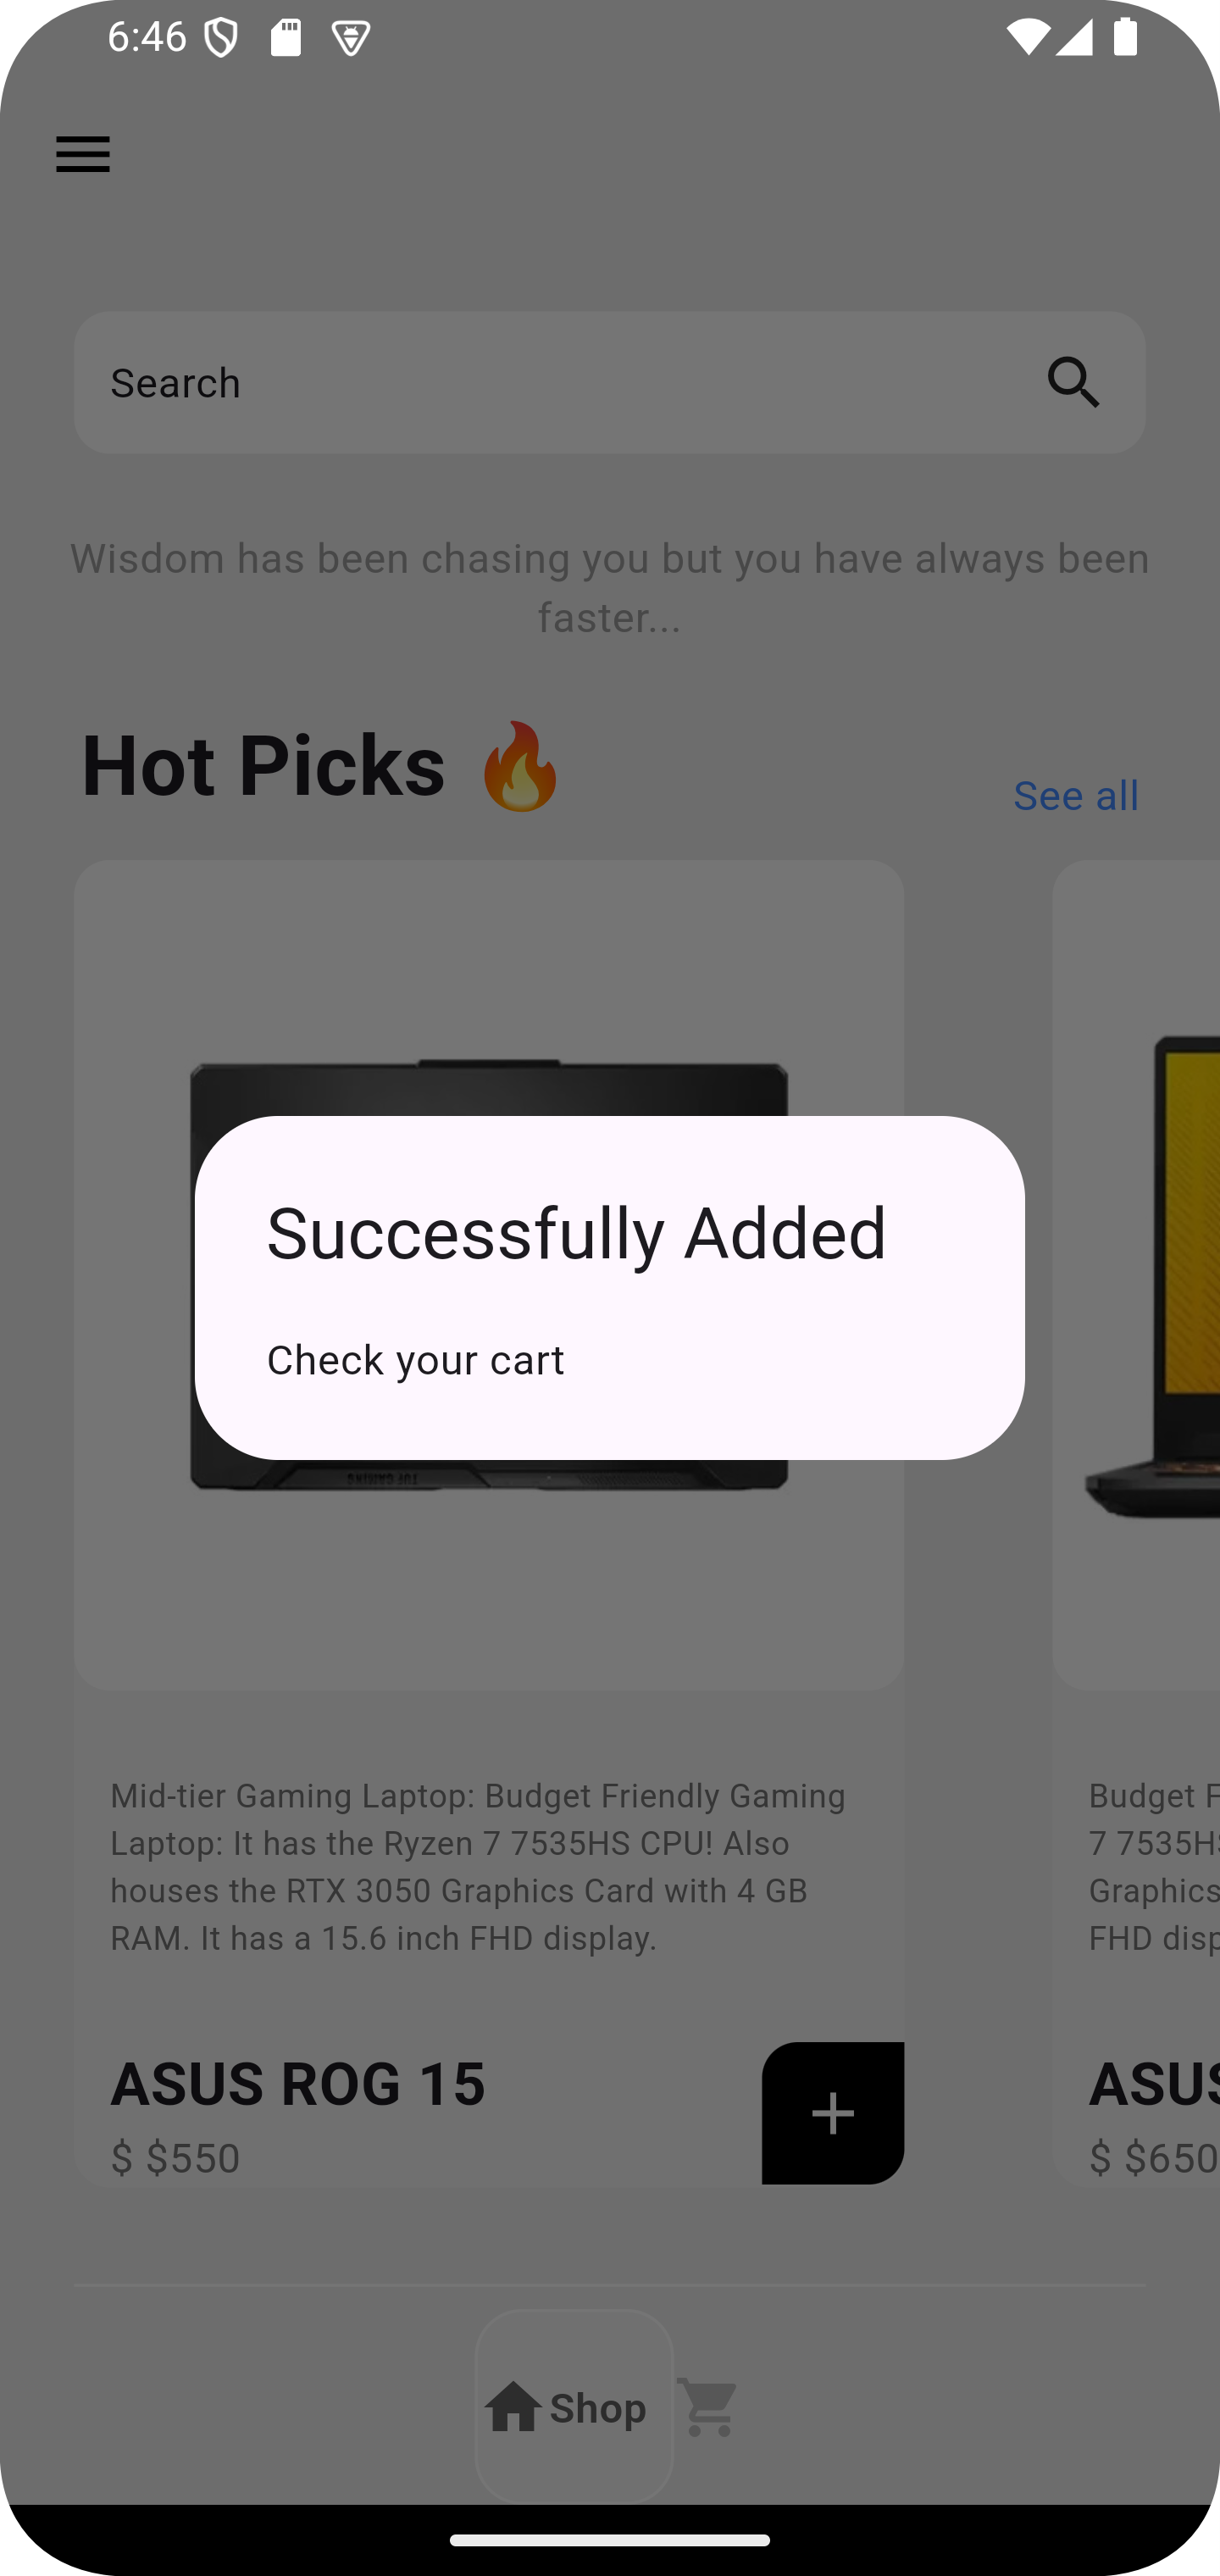 6:46
Search
Wisdom has been chasing you but you have always been
faster...
Hot Picks 🔥
See all
Successfully Added
Check your cart
TUF GAMING
Mid-tier Gaming Laptop: Budget Friendly Gaming
Laptop: It has the Ryzen 7 7535HS CPU! Also
houses the RTX 3050 Graphics Card with 4 GB
RAM. It has a 15.6 inch FHD display.
ASUS ROG 15
$ $550
Budget F
7 7535HS
Graphics
FHD disp
ASUS
$ $650
Shop